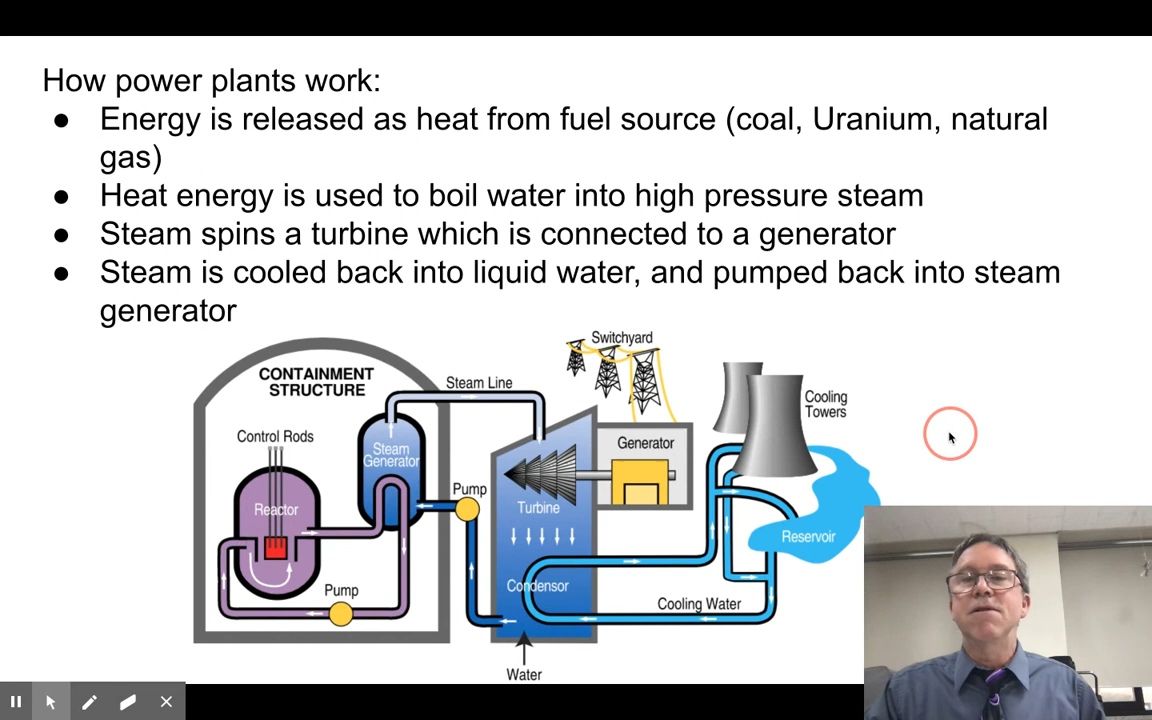 How power plants work:
● Energy is released as heat from fuel source (coal, Uranium, natural
gas)
● Heat energy is used to boil water into high pressure steam
● Steam spins a turbine which is connected to a generator
● Steam is cooled back into liquid water, and pumped back into steam
generator
Switchyard
CONTAINMENT
STRUCTURE
Steam Line
Cooling
Towers
Control Rods
Steam
Generator
Generator
Pump
Reactor
Turbine
Reservoir
Pump
Condensor
Cooling Water
Water